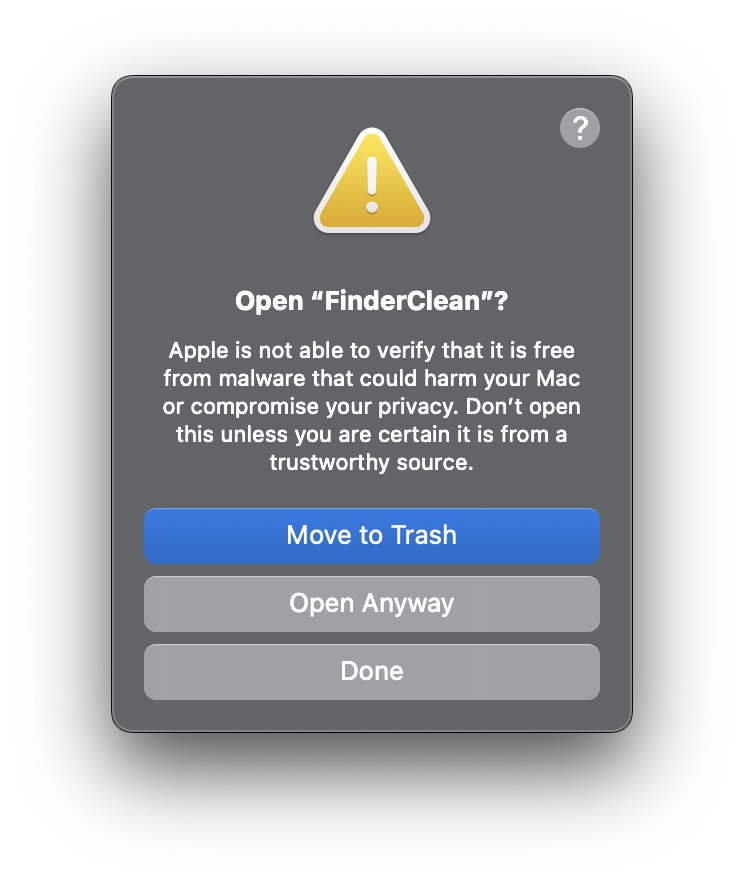 ?
Open “FinderClean”?
Apple is not able to verify that it is free
from malware that could harm your Mac
or compromise your privacy. Don’t open
this unless you are certain it is from a
trustworthy source.
Move to Trash
Open Anyway
Done